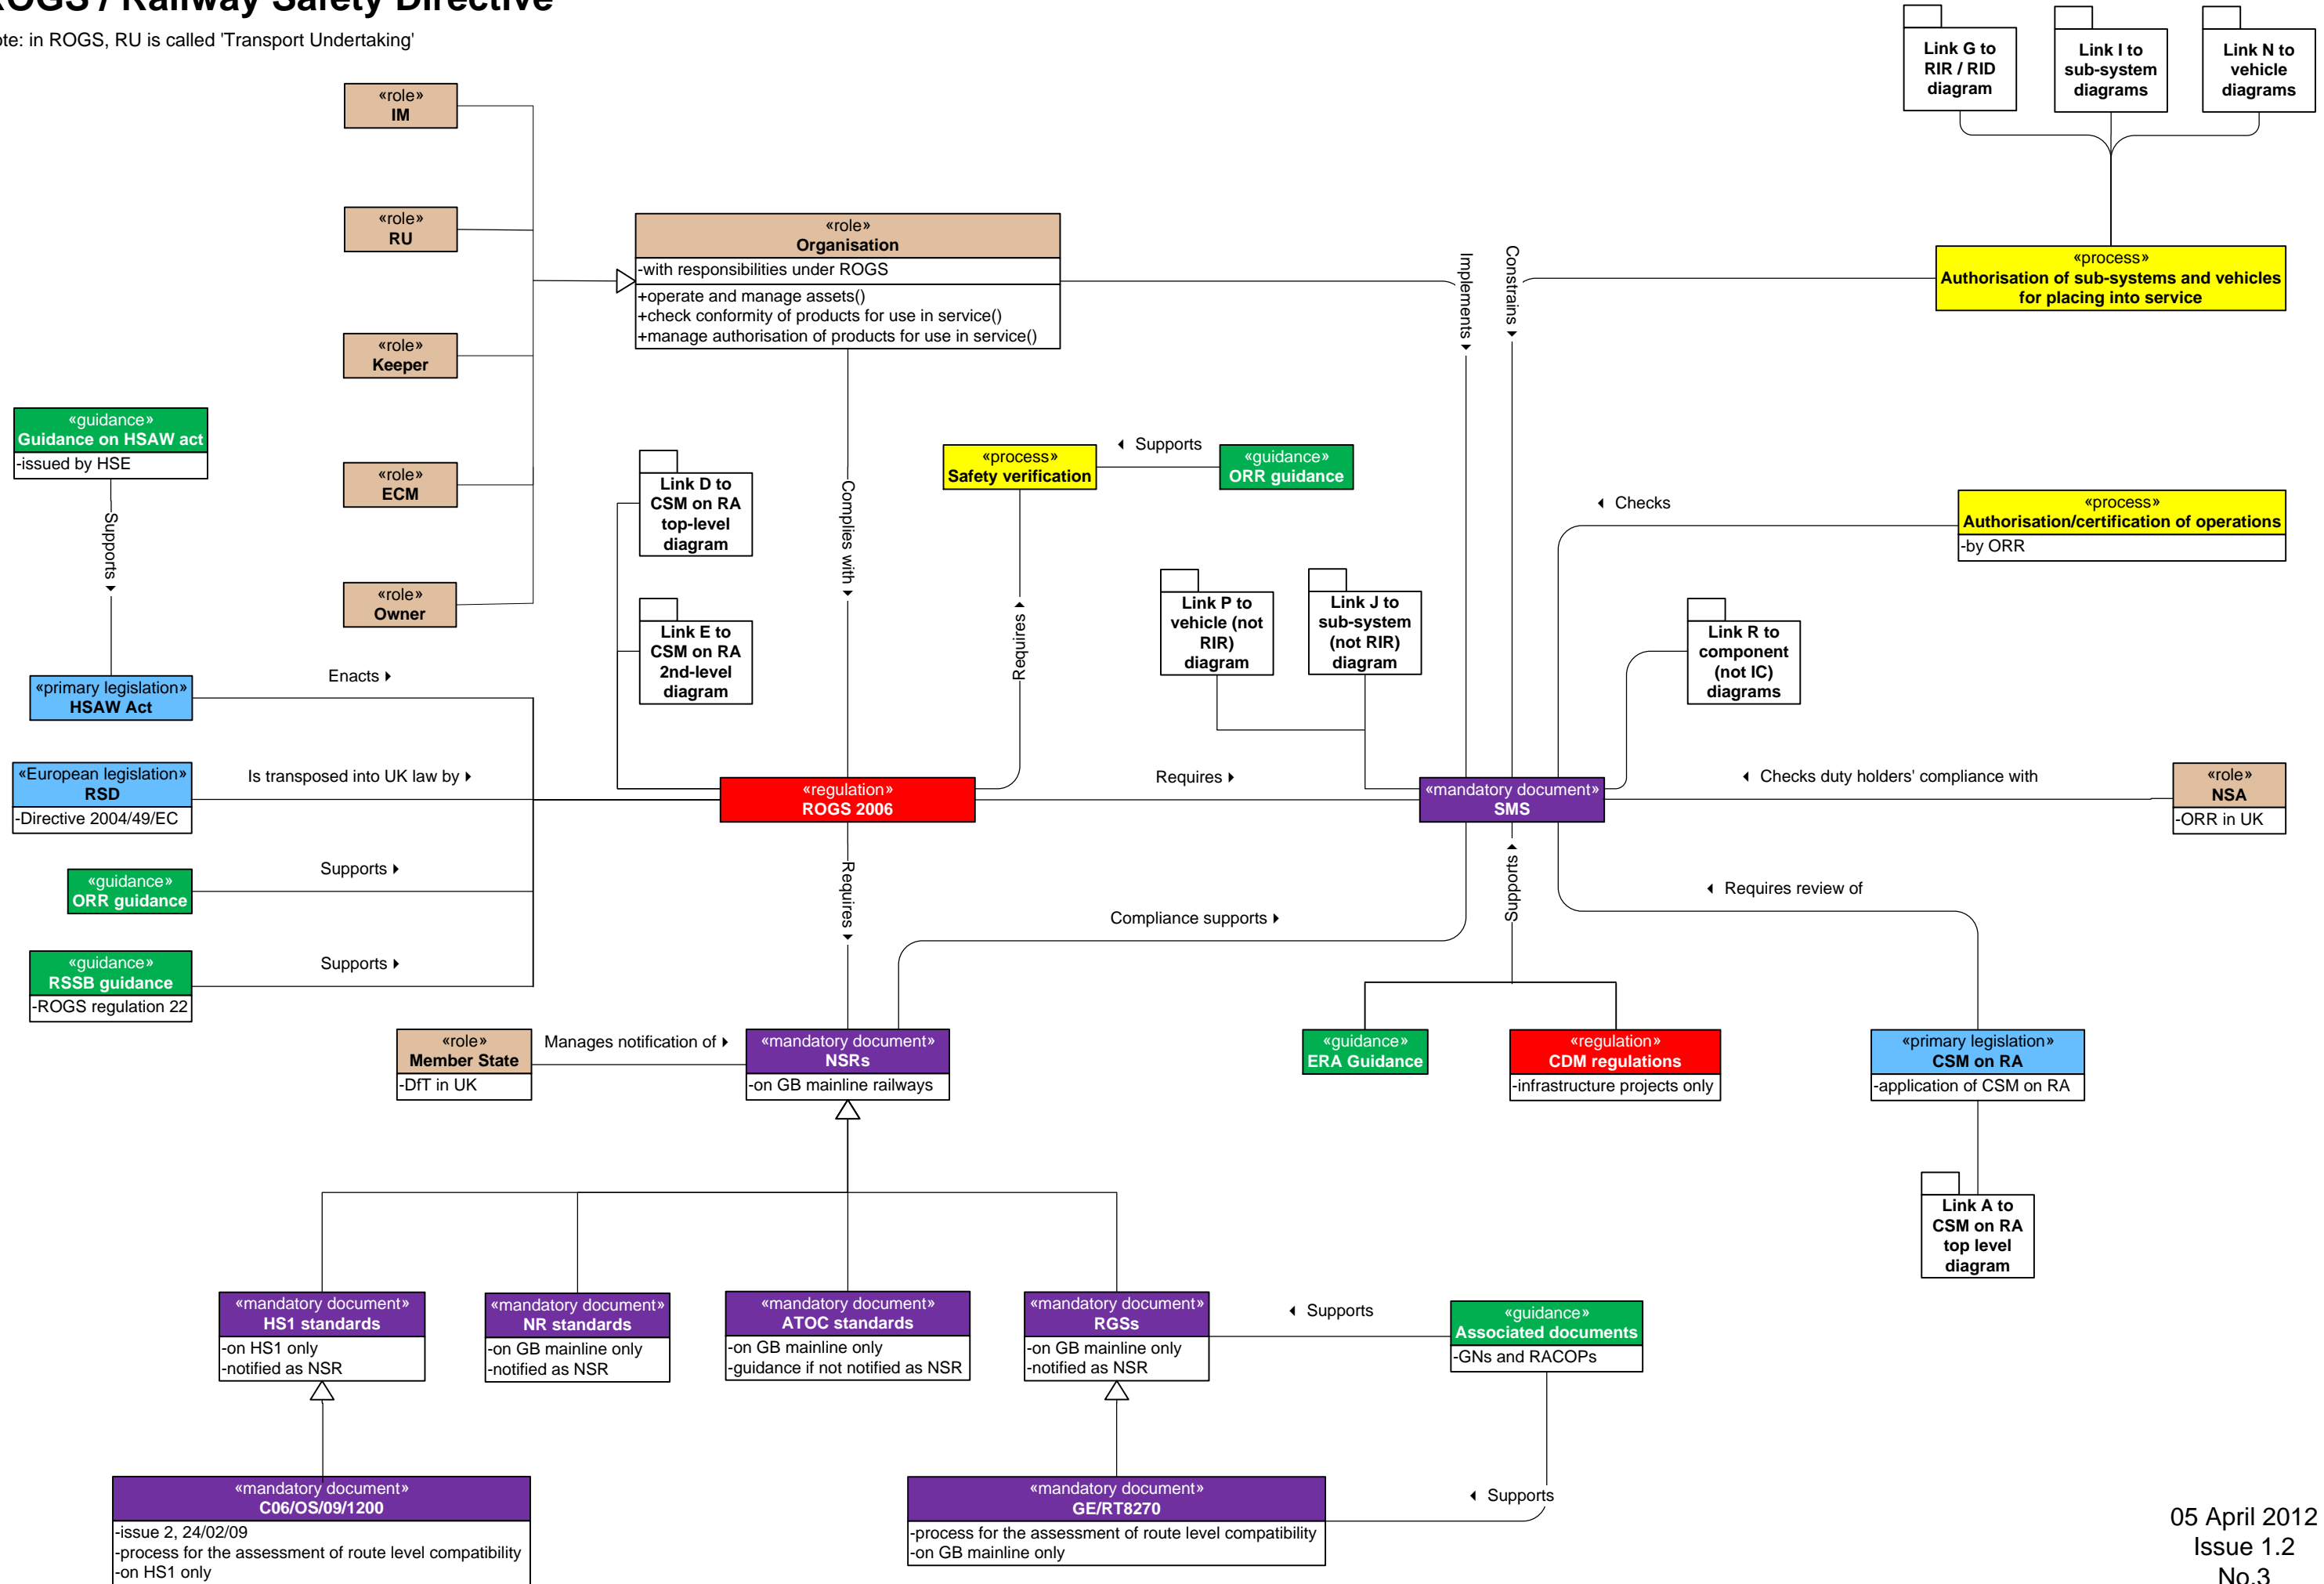 ROGS / Railway Safety Directive
ote: in ROGS, RU is called 'Transport Undertaking'
Link G to
RIR / RID
diagram
Link I to
sub-system
diagrams
Link N to
vehicle
diagrams
«role»
IM
«role»
RU
«role»
Keeper
«role»
ECM
«role»
Owner
«role»
Organisation
-with responsibilities under ROGS
+operate and manage assets()
+check conformity of products for use in service()
+manage authorisation of products for use in service()
Implements
Constrains
«process»
Authorisation of sub-systems and vehicles
for placing into service
«guidance»
Guidance on HSAW act
-issued by HSE
Supports
Link D to
CSM on RA
top-level
diagram
Link E to
CSM on RA
2nd-level
diagram
Complies with
«process»
Safety verification
Supports
«guidance»
ORR guidance
Requires
Checks
«process»
Authorisation/certification of operations
-by ORR
Link P to
vehicle (not
RIR)
diagram
Link J to
sub-system
(not RIR)
diagram
Link R to
component
(not IC)
diagrams
«primary legislation»
HSAW Act
Enacts
«European legislation»
RSD
-Directive 2004/49/EC
Is transposed into UK law by
«guidance»
ORR guidance
Supports
«guidance»
RSSB guidance
-ROGS regulation 22
Supports
«regulation»
ROGS 2006
Requires
«mandatory document»
SMS
Checks duty holders' compliance with
«role»
NSA
-ORR in UK
Requires
Compliance supports
Supports
Requires review of
«role»
Member State
-DfT in UK
Manages notification of
«mandatory document»
NSRs
-on GB mainline railways
«guidance»
ERA Guidance
«regulation»
CDM regulations
-infrastructure projects only
«primary legislation»
CSM on RA
-application of CSM on RA
Link A to
CSM on RA
top level
diagram
«mandatory document»
HS1 standards
-on HS1 only
-notified as NSR
«mandatory document»
NR standards
-on GB mainline only
-notified as NSR
«mandatory document»
ATOC standards
-on GB mainline only
-guidance if not notified as NSR
«mandatory document»
RGSs
-on GB mainline only
-notified as NSR
Supports
«guidance»
Associated documents
-GNs and RACOPs
«mandatory document»
C06/OS/09/1200
-issue 2, 24/02/09
-process for the assessment of route level compatibility
-on HS1 only
«mandatory document»
GE/RT8270
-process for the assessment of route level compatibility
-on GB mainline only
Supports
05 April 2012
Issue 1.2
No.3